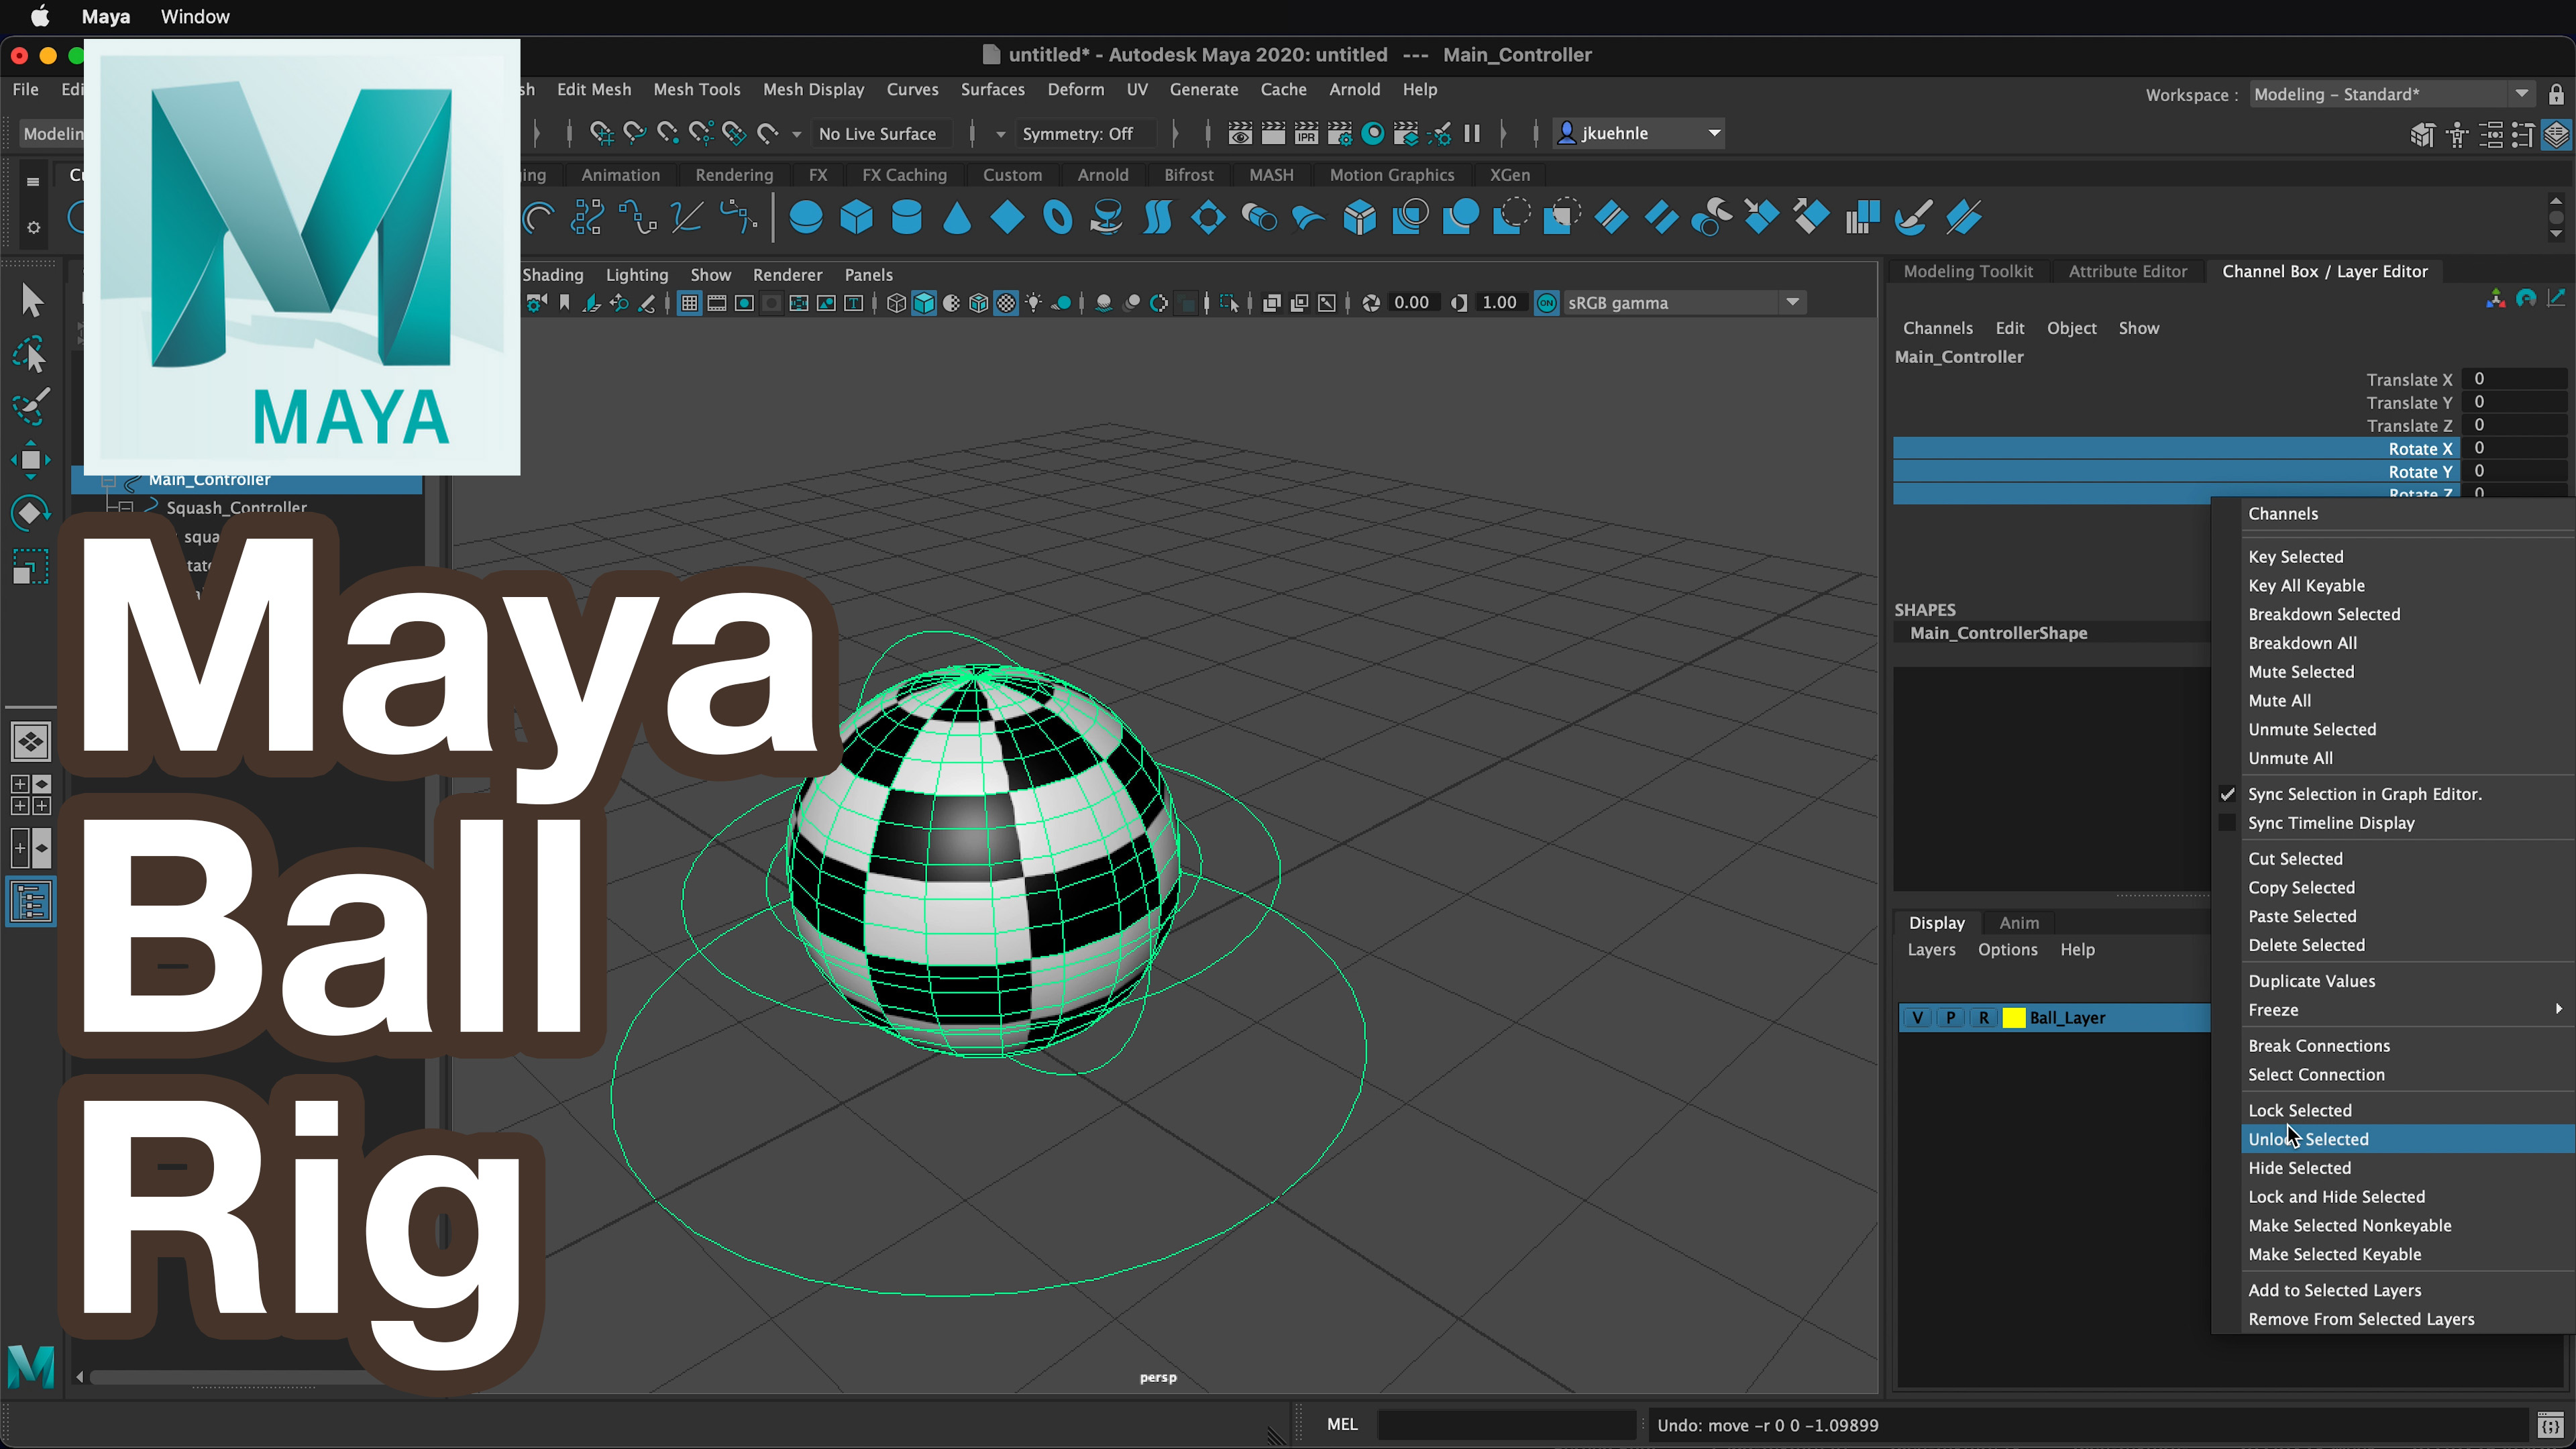 Maya Window
untitled* - Autodesk Maya 2020: untitled --- Main_Controller
File Edi sh Edit Mesh Mesh Tools Mesh Display Curves Surfaces Deform UV Generate Cache Arnold Help
Workspace : Modeling - Standard*
Modelin No Live Surface Symmetry: Off IPR jkuehnle
ing Animation Rendering FX FX Caching Custom Arnold Bifrost MASH Motion Graphics XGen
MAYA
Shading Lighting Show Renderer Panels
0.00 1.00 ON sRGB gamma
Modeling Toolkit Attribute Editor Channel Box / Layer Editor
Channels Edit Object Show
Main_Controller
Translate X 0
Translate Y 0
Translate Z 0
Rotate X 0
Rotate Y 0
Rotate Z 0
Main_Controller
Squash_Controller
squa
Maya
Ball
Rig
SHAPES
Main_ControllerShape
Channels
Key Selected
Key All Keyable
Breakdown Selected
Breakdown All
Mute Selected
Mute All
Unmute Selected
Unmute All
Sync Selection in Graph Editor.
Sync Timeline Display
Cut Selected
Copy Selected
Paste Selected
Delete Selected
Duplicate Values
Freeze
Break Connections
Select Connection
Lock Selected
Unlock Selected
Hide Selected
Lock and Hide Selected
Make Selected Nonkeyable
Make Selected Keyable
Add to Selected Layers
Remove From Selected Layers
Display Anim
Layers Options Help
V P R Ball_Layer
persp
MEL Undo: move -r 0 0 -1.09899